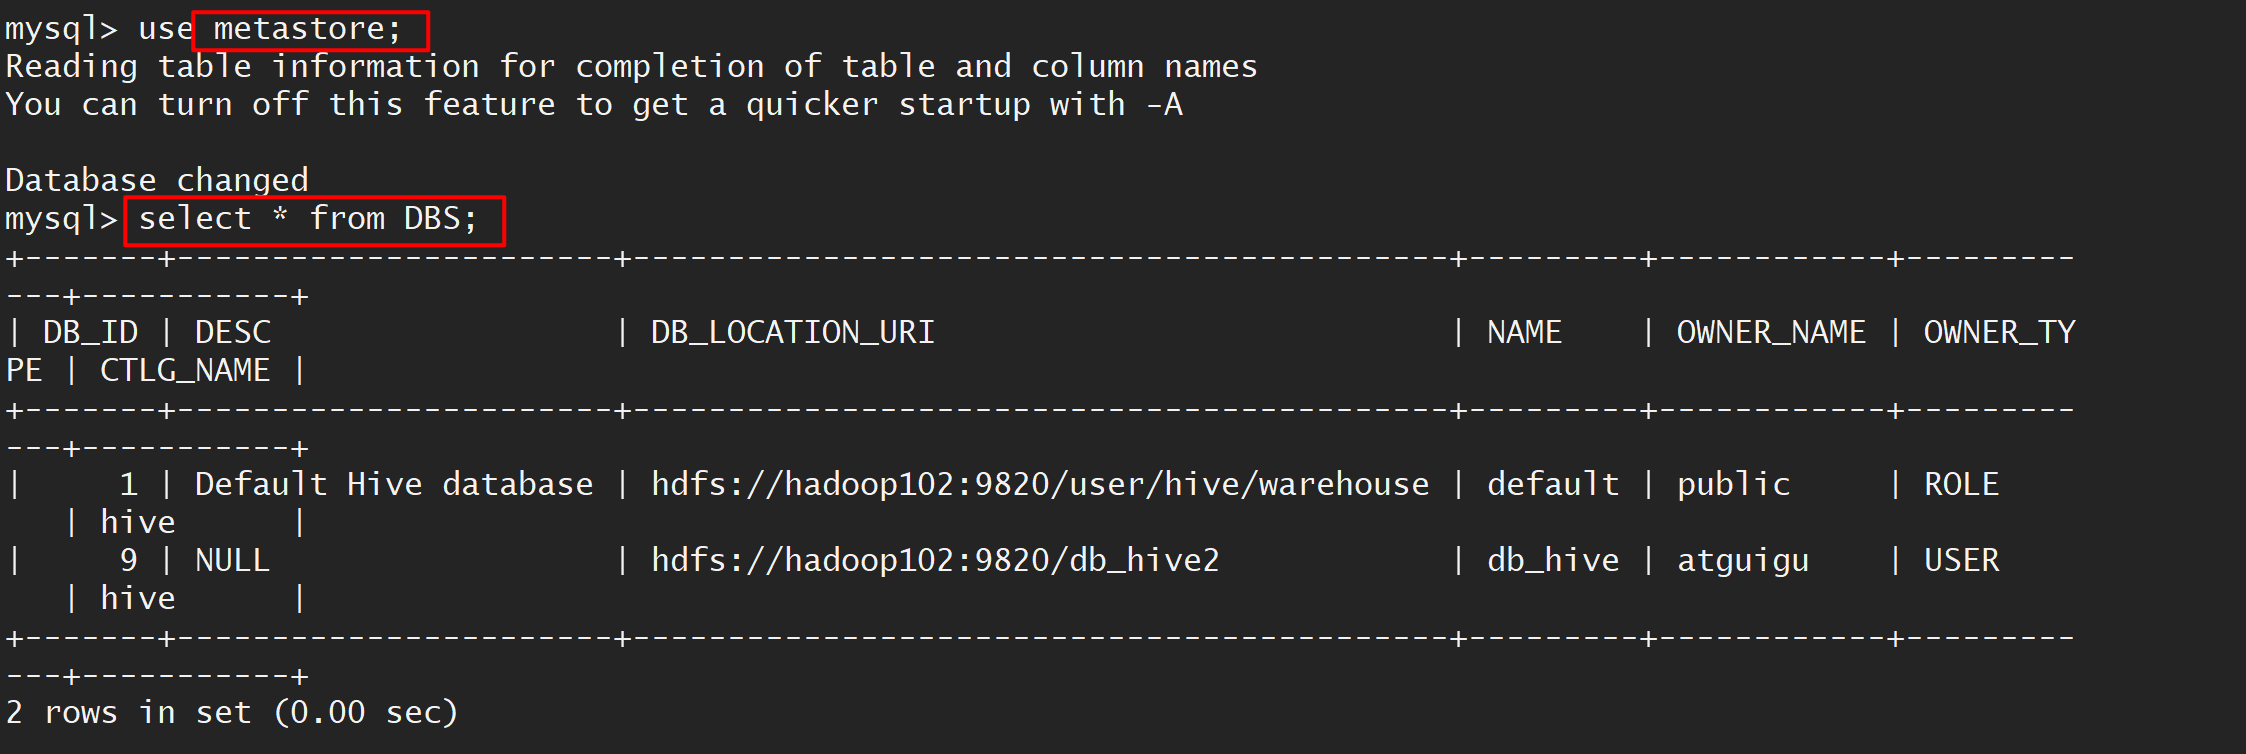 mysql> use metastore;
Reading table information for completion of table and column names
You can turn off this feature to get a quicker startup with -A
Database changed
mysql> select * from DBS;
+-------+-----------------------+-------------------------------------------+---------+------------+---------
---+-----------+
| DB_ID | DESC                  | DB_LOCATION_URI                           | NAME    | OWNER_NAME | OWNER_TY
PE | CTLG_NAME |
+-------+-----------------------+-------------------------------------------+---------+------------+---------
---+-----------+
|     1 | Default Hive database | hdfs://hadoop102:9820/user/hive/warehouse | default | public     | ROLE
   | hive      |
|     9 | NULL                  | hdfs://hadoop102:9820/db_hive2            | db_hive | atguigu    | USER
   | hive      |
+-------+-----------------------+-------------------------------------------+---------+------------+---------
---+-----------+
2 rows in set (0.00 sec)